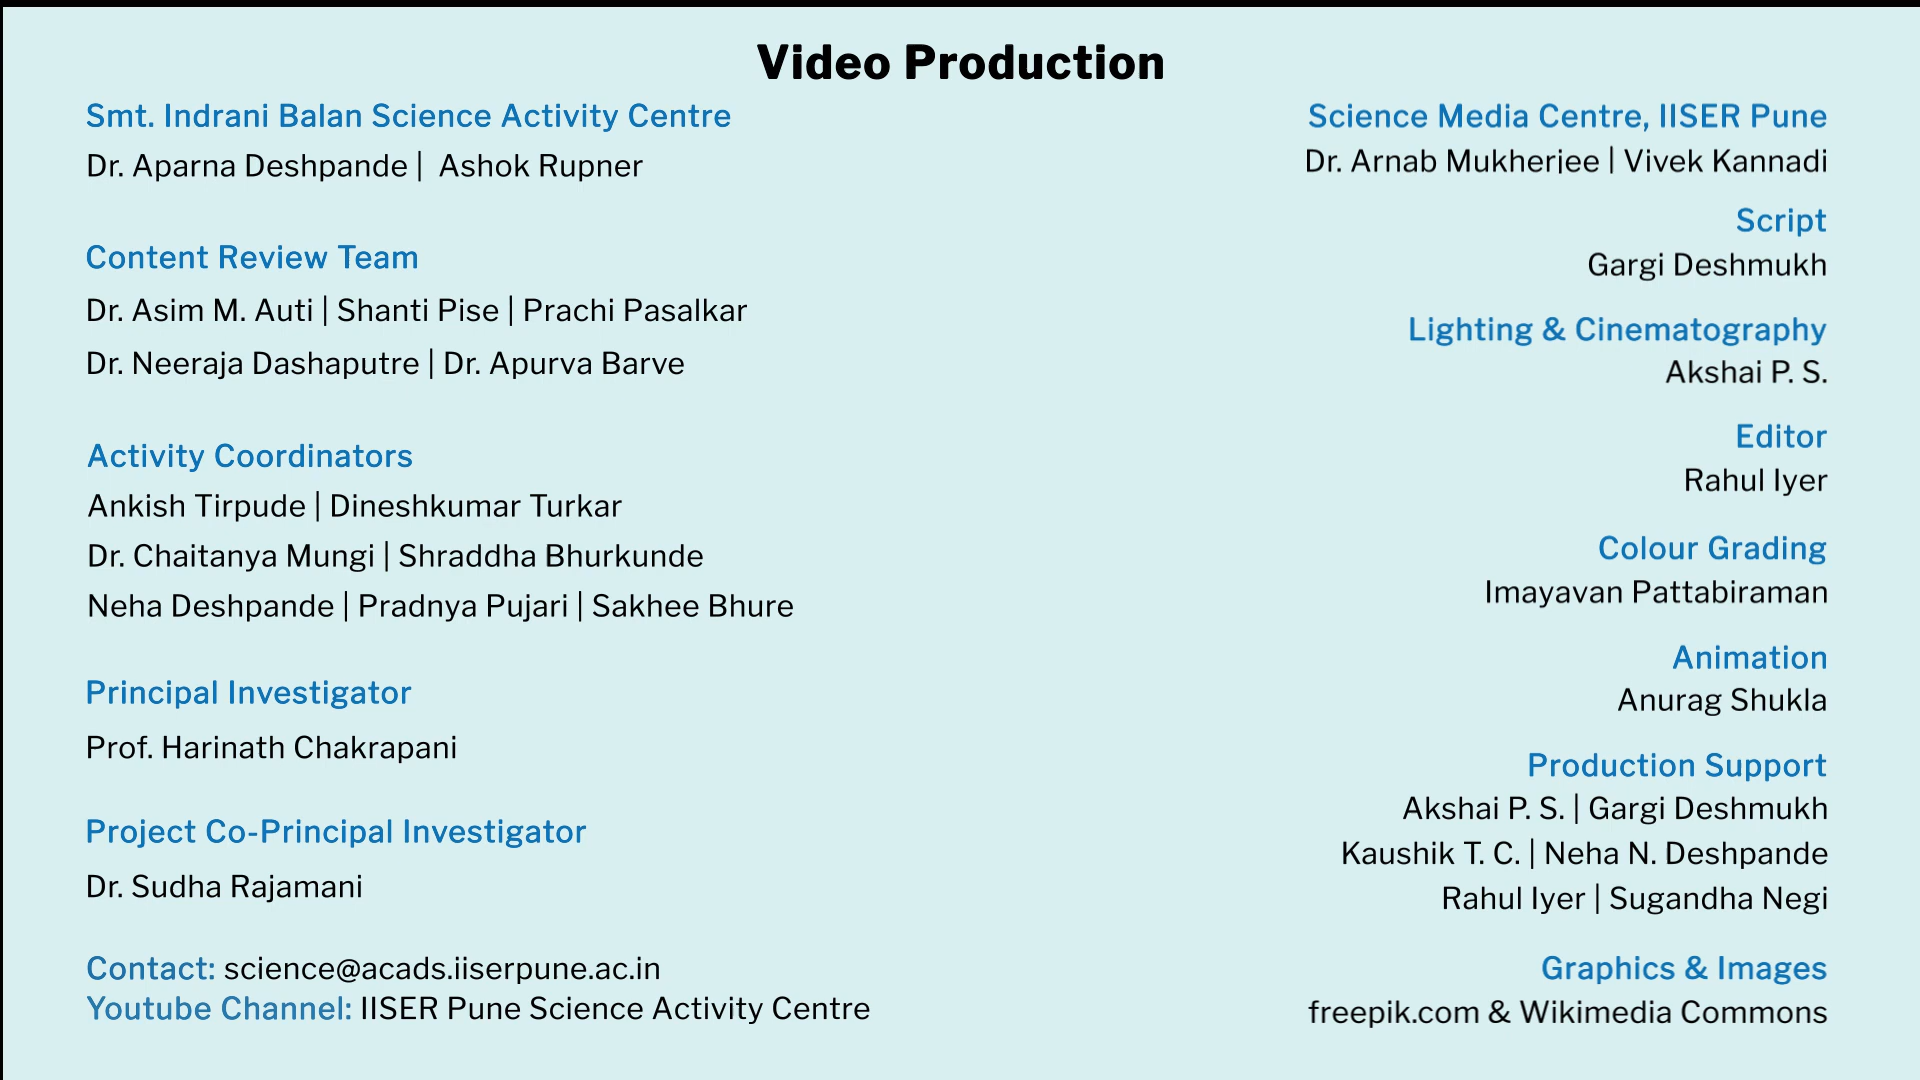 Video Production
Smt. Indrani Balan Science Activity Centre
Dr. Aparna Deshpande | Ashok Rupner
Content Review Team
Dr. Asim M. Auti | Shanti Pise | Prachi Pasalkar
Dr. Neeraja Dashaputre | Dr. Apurva Barve
Activity Coordinators
Ankish Tirpude | Dineshkumar Turkar
Dr. Chaitanya Mungi | Shraddha Bhurkunde
Neha Deshpande | Pradnya Pujari | Sakhee Bhure
Principal Investigator
Prof. Harinath Chakrapani
Project Co-Principal Investigator
Dr. Sudha Rajamani
Contact: science@acads.iiserpune.ac.in
Youtube Channel: IISER Pune Science Activity Centre
Science Media Centre, IISER Pune
Dr. Arnab Mukherjee | Vivek Kannadi
Script
Gargi Deshmukh
Lighting & Cinematography
Akshai P. S.
Editor
Rahul Iyer
Colour Grading
Imayavan Pattabiraman
Animation
Anurag Shukla
Production Support
Akshai P. S. | Gargi Deshmukh
Kaushik T. C. | Neha N. Deshpande
Rahul Iyer | Sugandha Negi
Graphics & Images
freepik.com & Wikimedia Commons